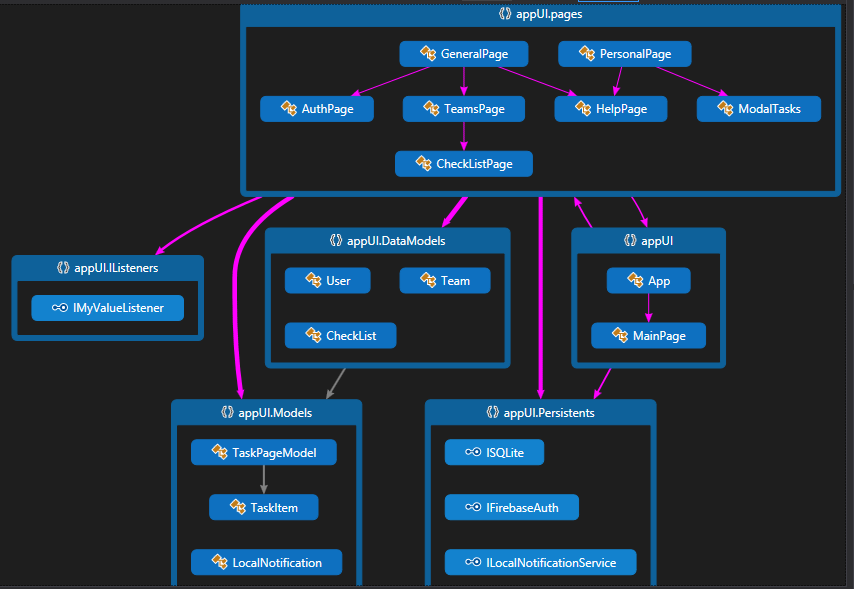 appUI.pages
GeneralPage
PersonalPage
AuthPage
TeamsPage
HelpPage
ModalTasks
CheckListPage
appUI.IListeners
IMyValueListener
appUI.DataModels
User
Team
CheckList
appUI
App
MainPage
appUI.Models
TaskPageModel
TaskItem
LocalNotification
appUI.Persistents
ISQLite
IFirebaseAuth
ILocalNotificationService